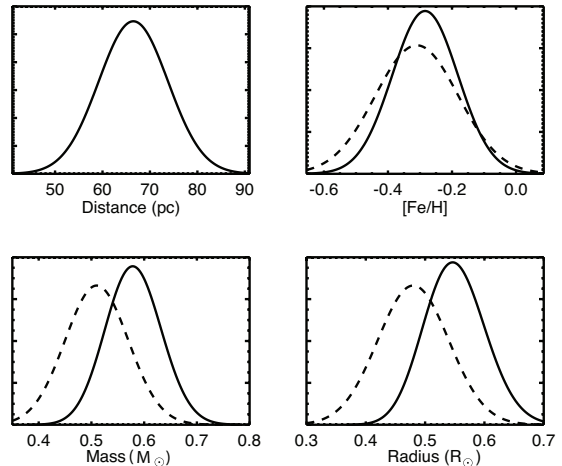 50 60 70 80 90
Distance (pc)
-0.6 -0.4 -0.2 0.0
[Fe/H]
0.4 0.5 0.6 0.7 0.8
Mass (M☉)
0.3 0.4 0.5 0.6 0.7
Radius (R☉)